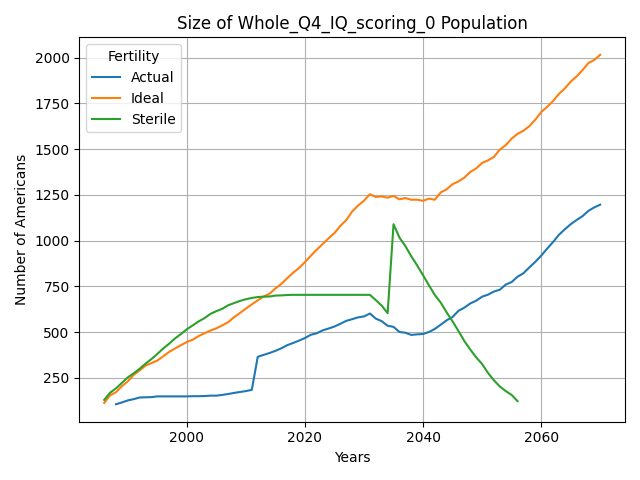 Size of Whole_Q4_IQ_scoring_0 Population
Fertility
Actual
Ideal
Sterile
2000
1750
1500
1250
1000
750
500
250
Number of Americans
2000
2020
2040
2060
Years